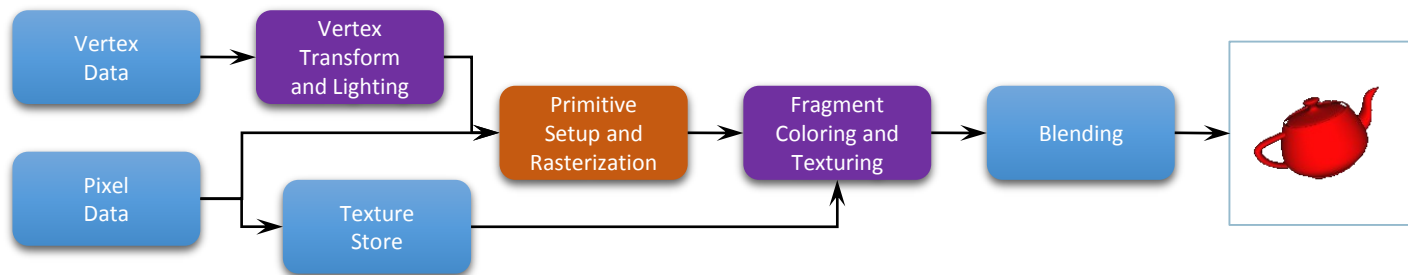 Vertex
Data
Vertex
Transform
and Lighting
Primitive
Setup and
Rasterization
Fragment
Coloring and
Texturing
Blending
Pixel
Data
Texture
Store